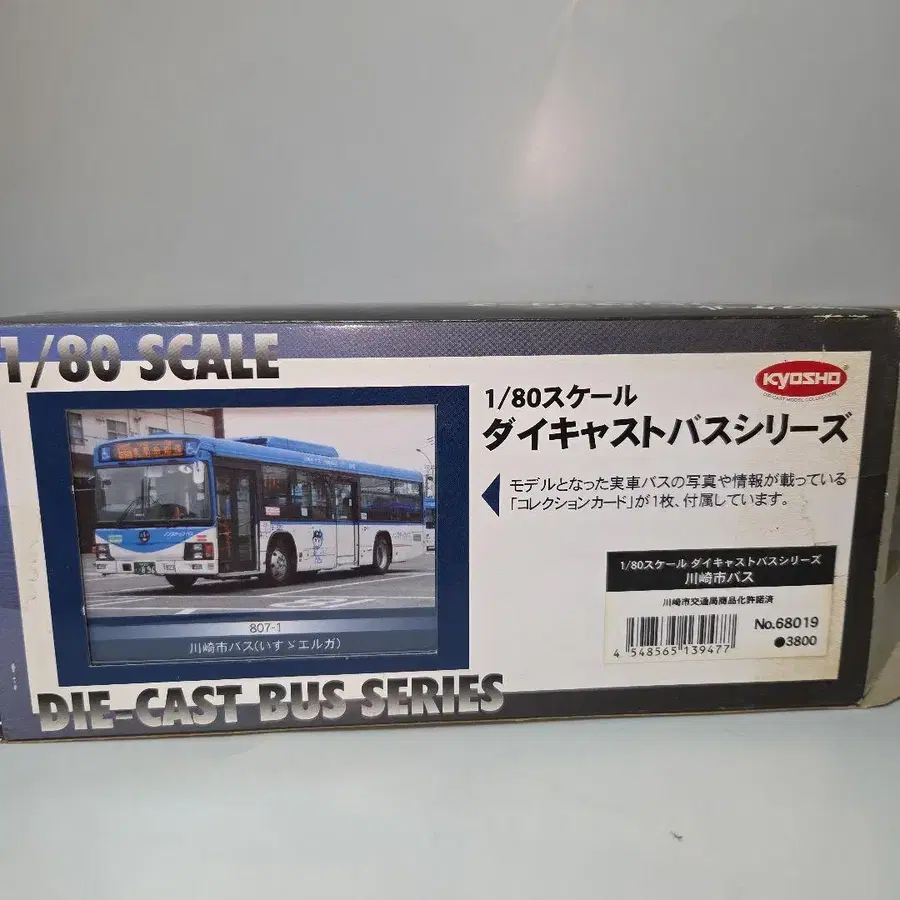 1/80 SCALE
KYOSHO
DIE-CAST MODEL COLLECTION
1/80スケール
ダイキャストバスシリーズ
モデルとなった実車バスの写真や情報が載っている
「コレクションカード」が1枚、付属しています。
807-1
川崎市バス(いすゞエルガ)
1/80スケール ダイキャストバスシリーズ
川崎市バス
川崎市交通局商品化許諾済
No.68019
4 548565 139477
●3800
DIE-CAST BUS SERIES